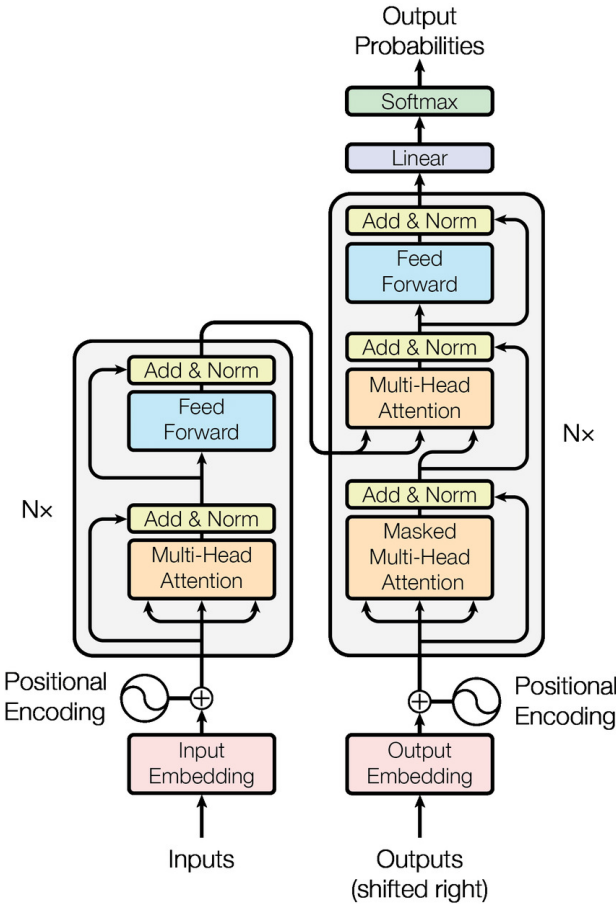 Output
Probabilities
Softmax
Linear
Add & Norm
Feed
Forward
Add & Norm
Multi-Head
Attention
Add & Norm
Masked
Multi-Head
Attention
N×
Add & Norm
Feed
Forward
Add & Norm
Multi-Head
Attention
N×
Positional
Encoding
Positional
Encoding
Input
Embedding
Output
Embedding
Inputs
Outputs
(shifted right)